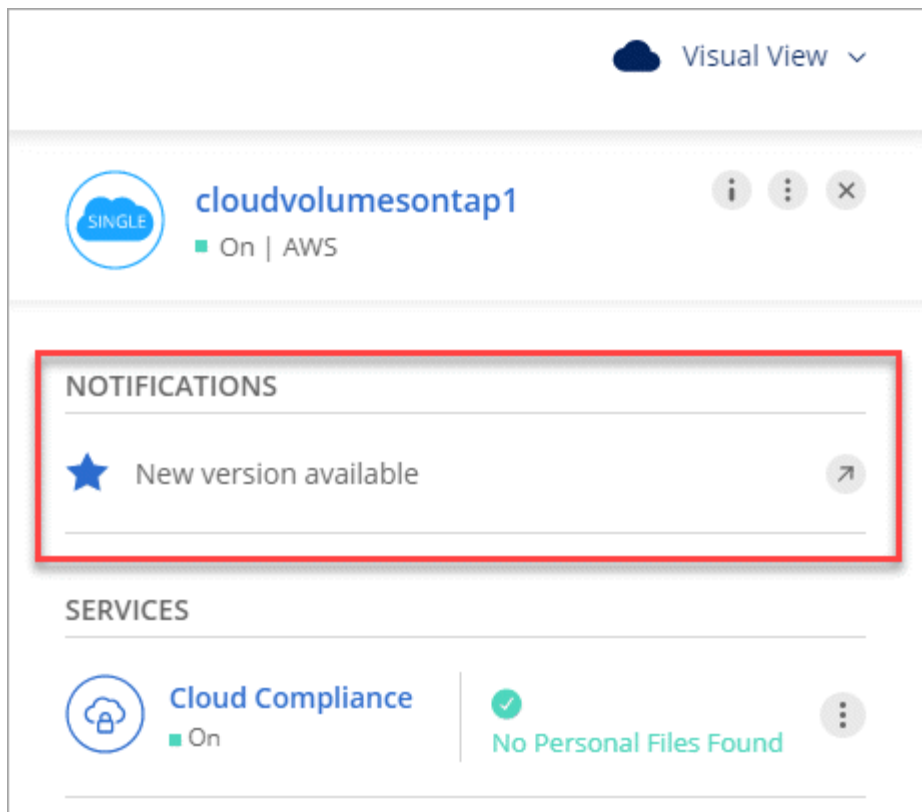 Visual View
SINGLE
cloudvolumesontap1
On | AWS
NOTIFICATIONS
New version available
SERVICES
Cloud Compliance
On
No Personal Files Found